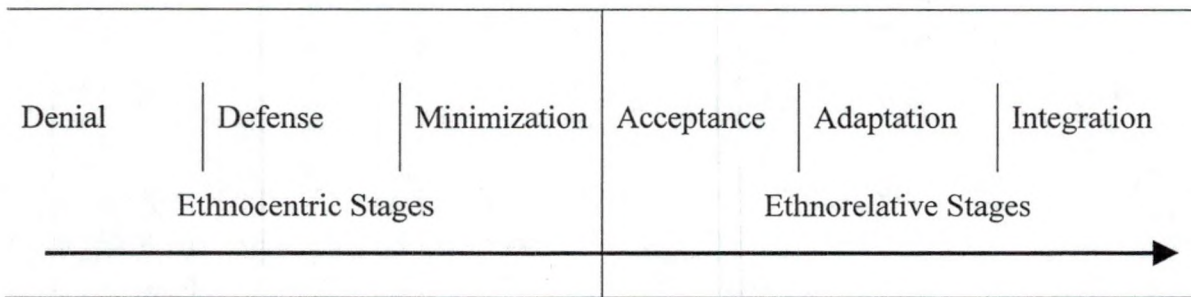 Denial Defense Minimization Acceptance Adaptation Integration
Ethnocentric Stages Ethnorelative Stages